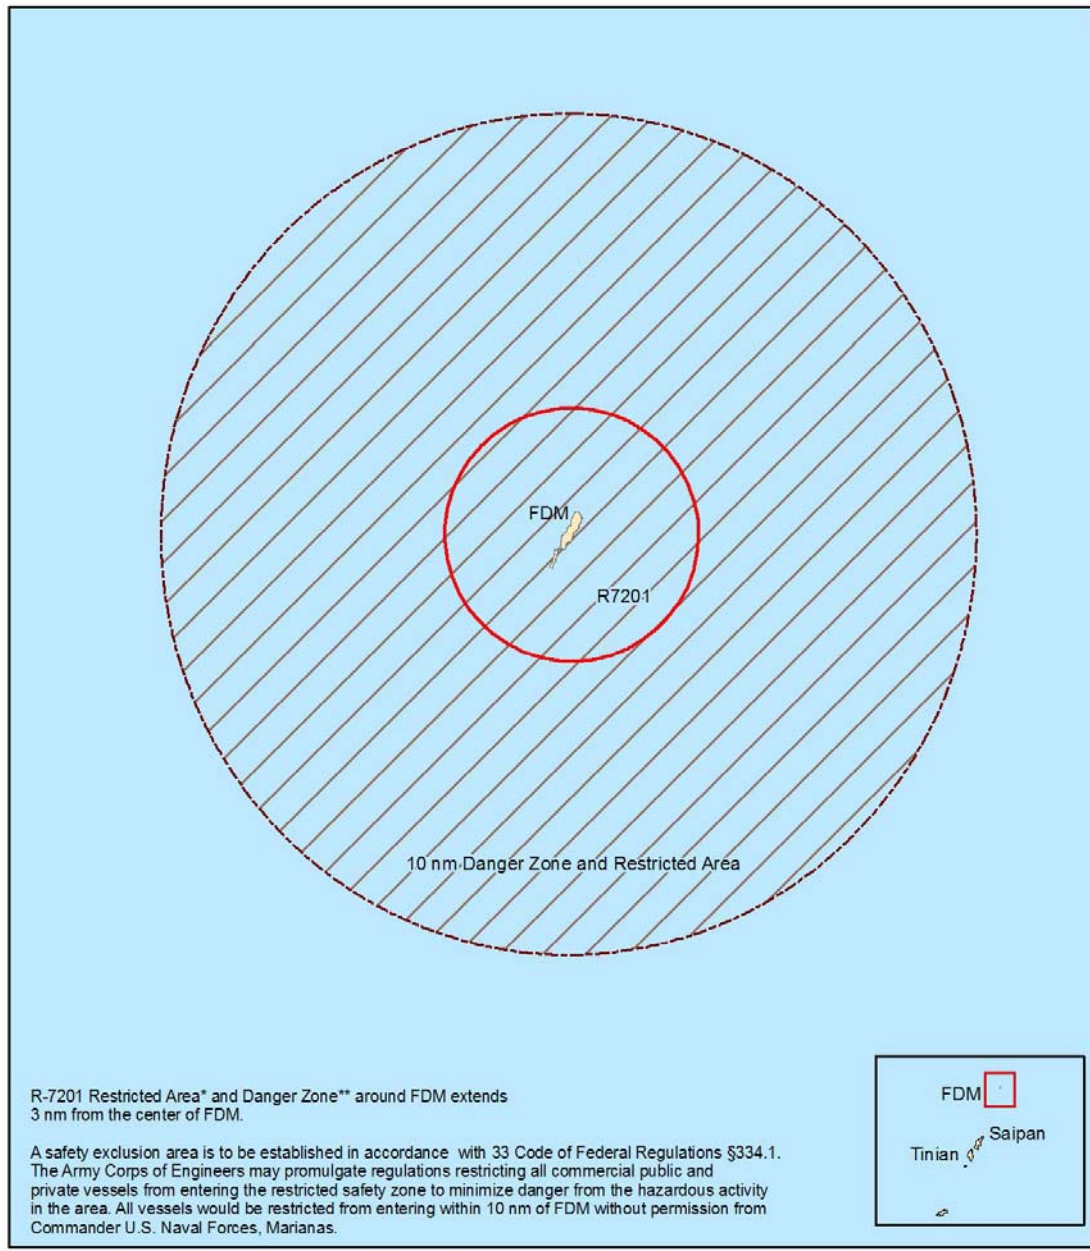 FDM
R7201
10 nm Danger Zone and Restricted Area
R-7201 Restricted Area* and Danger Zone** around FDM extends
3 nm from the center of FDM.
A safety exclusion area is to be established in accordance with 33 Code of Federal Regulations §334.1.
The Army Corps of Engineers may promulgate regulations restricting all commercial public and
private vessels from entering the restricted safety zone to minimize danger from the hazardous activity
in the area. All vessels would be restricted from entering within 10 nm of FDM without permission from
Commander U.S. Naval Forces, Marianas.
FDM
Saipan
Tinian